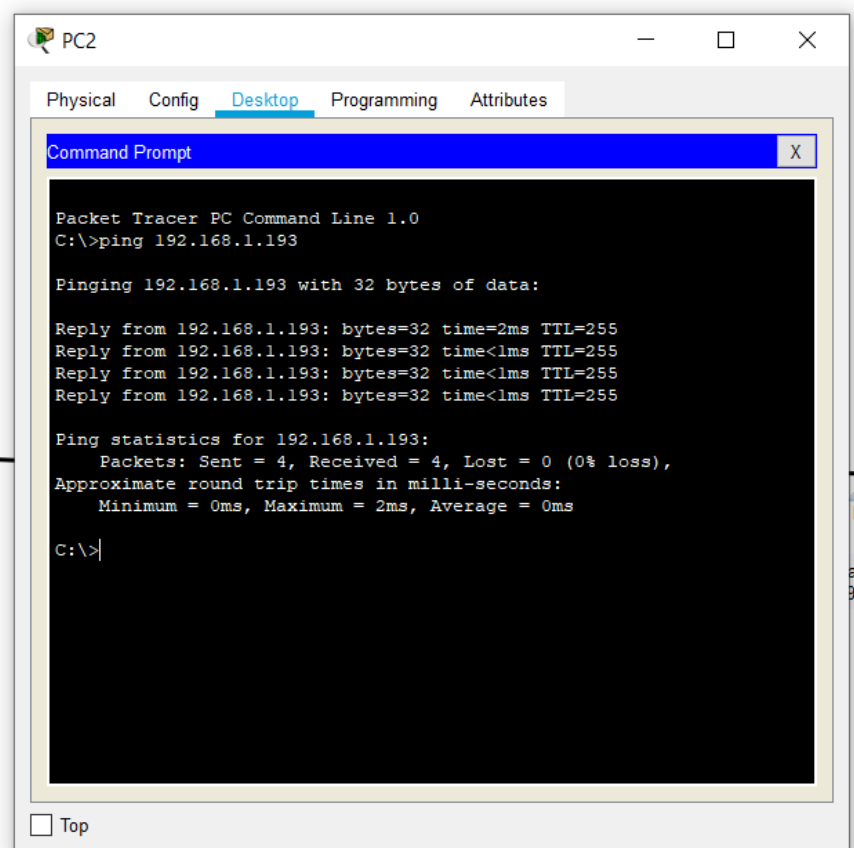 PC2
Physical Config Desktop Programming Attributes
Command Prompt
X
Packet Tracer PC Command Line 1.0
C:\>ping 192.168.1.193
Pinging 192.168.1.193 with 32 bytes of data:
Reply from 192.168.1.193: bytes=32 time=2ms TTL=255
Reply from 192.168.1.193: bytes=32 time<1ms TTL=255
Reply from 192.168.1.193: bytes=32 time<1ms TTL=255
Reply from 192.168.1.193: bytes=32 time<1ms TTL=255
Ping statistics for 192.168.1.193:
Packets: Sent = 4, Received = 4, Lost = 0 (0% loss),
Approximate round trip times in milli-seconds:
Minimum = 0ms, Maximum = 2ms, Average = 0ms
C:\>
Top